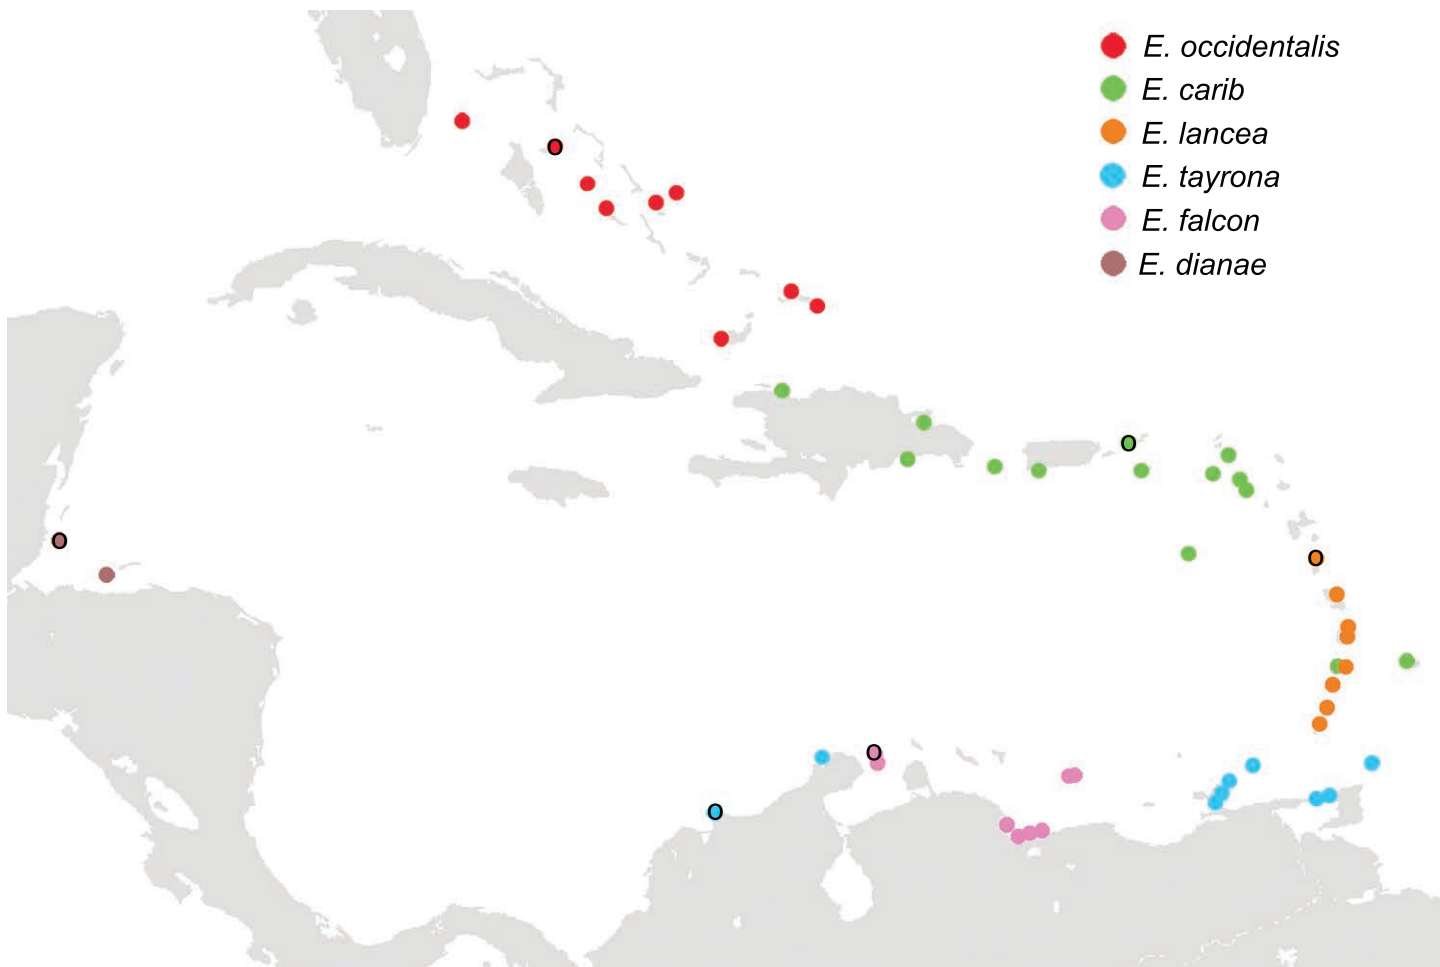 E. occidentalis
E. carib
E. lancea
E. tayrona
E. falcon
E. dianae